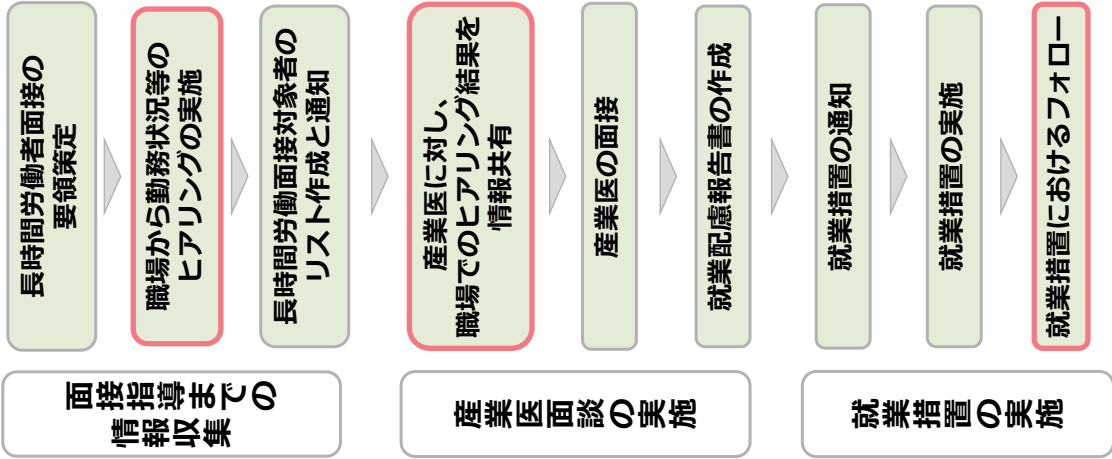 面接指導までの
情報収集
長時間労働者面接の
要領策定
職場から勤務状況等の
ヒアリングの実施
長時間労働面接対象者の
リスト作成と通知
産業医面談の実施
産業医に対し、
職場でのヒアリング結果を
情報共有
産業医の面接
就業配慮報告書の作成
就業措置の実施
就業措置の通知
就業措置の実施
就業措置におけるフォロー